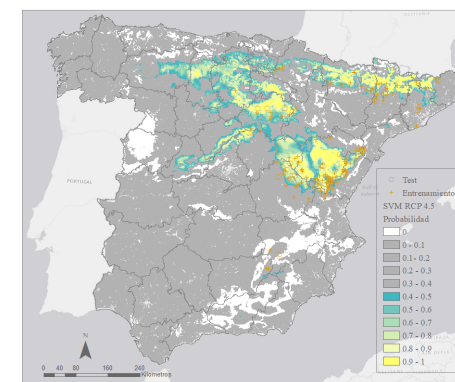 PORTUGAL
Test
Entrenamiento
SVM RCP 4.5
Probabilidad
0
0 - 0.1
0.1- 0.2
0.2 - 0.3
0.3 - 0.4
0.4 - 0.5
0.5 - 0.6
0.6 - 0.7
0.7 - 0.8
0.8 - 0.9
0.9 - 1
N
0 40 80 160 240
Kilómetros